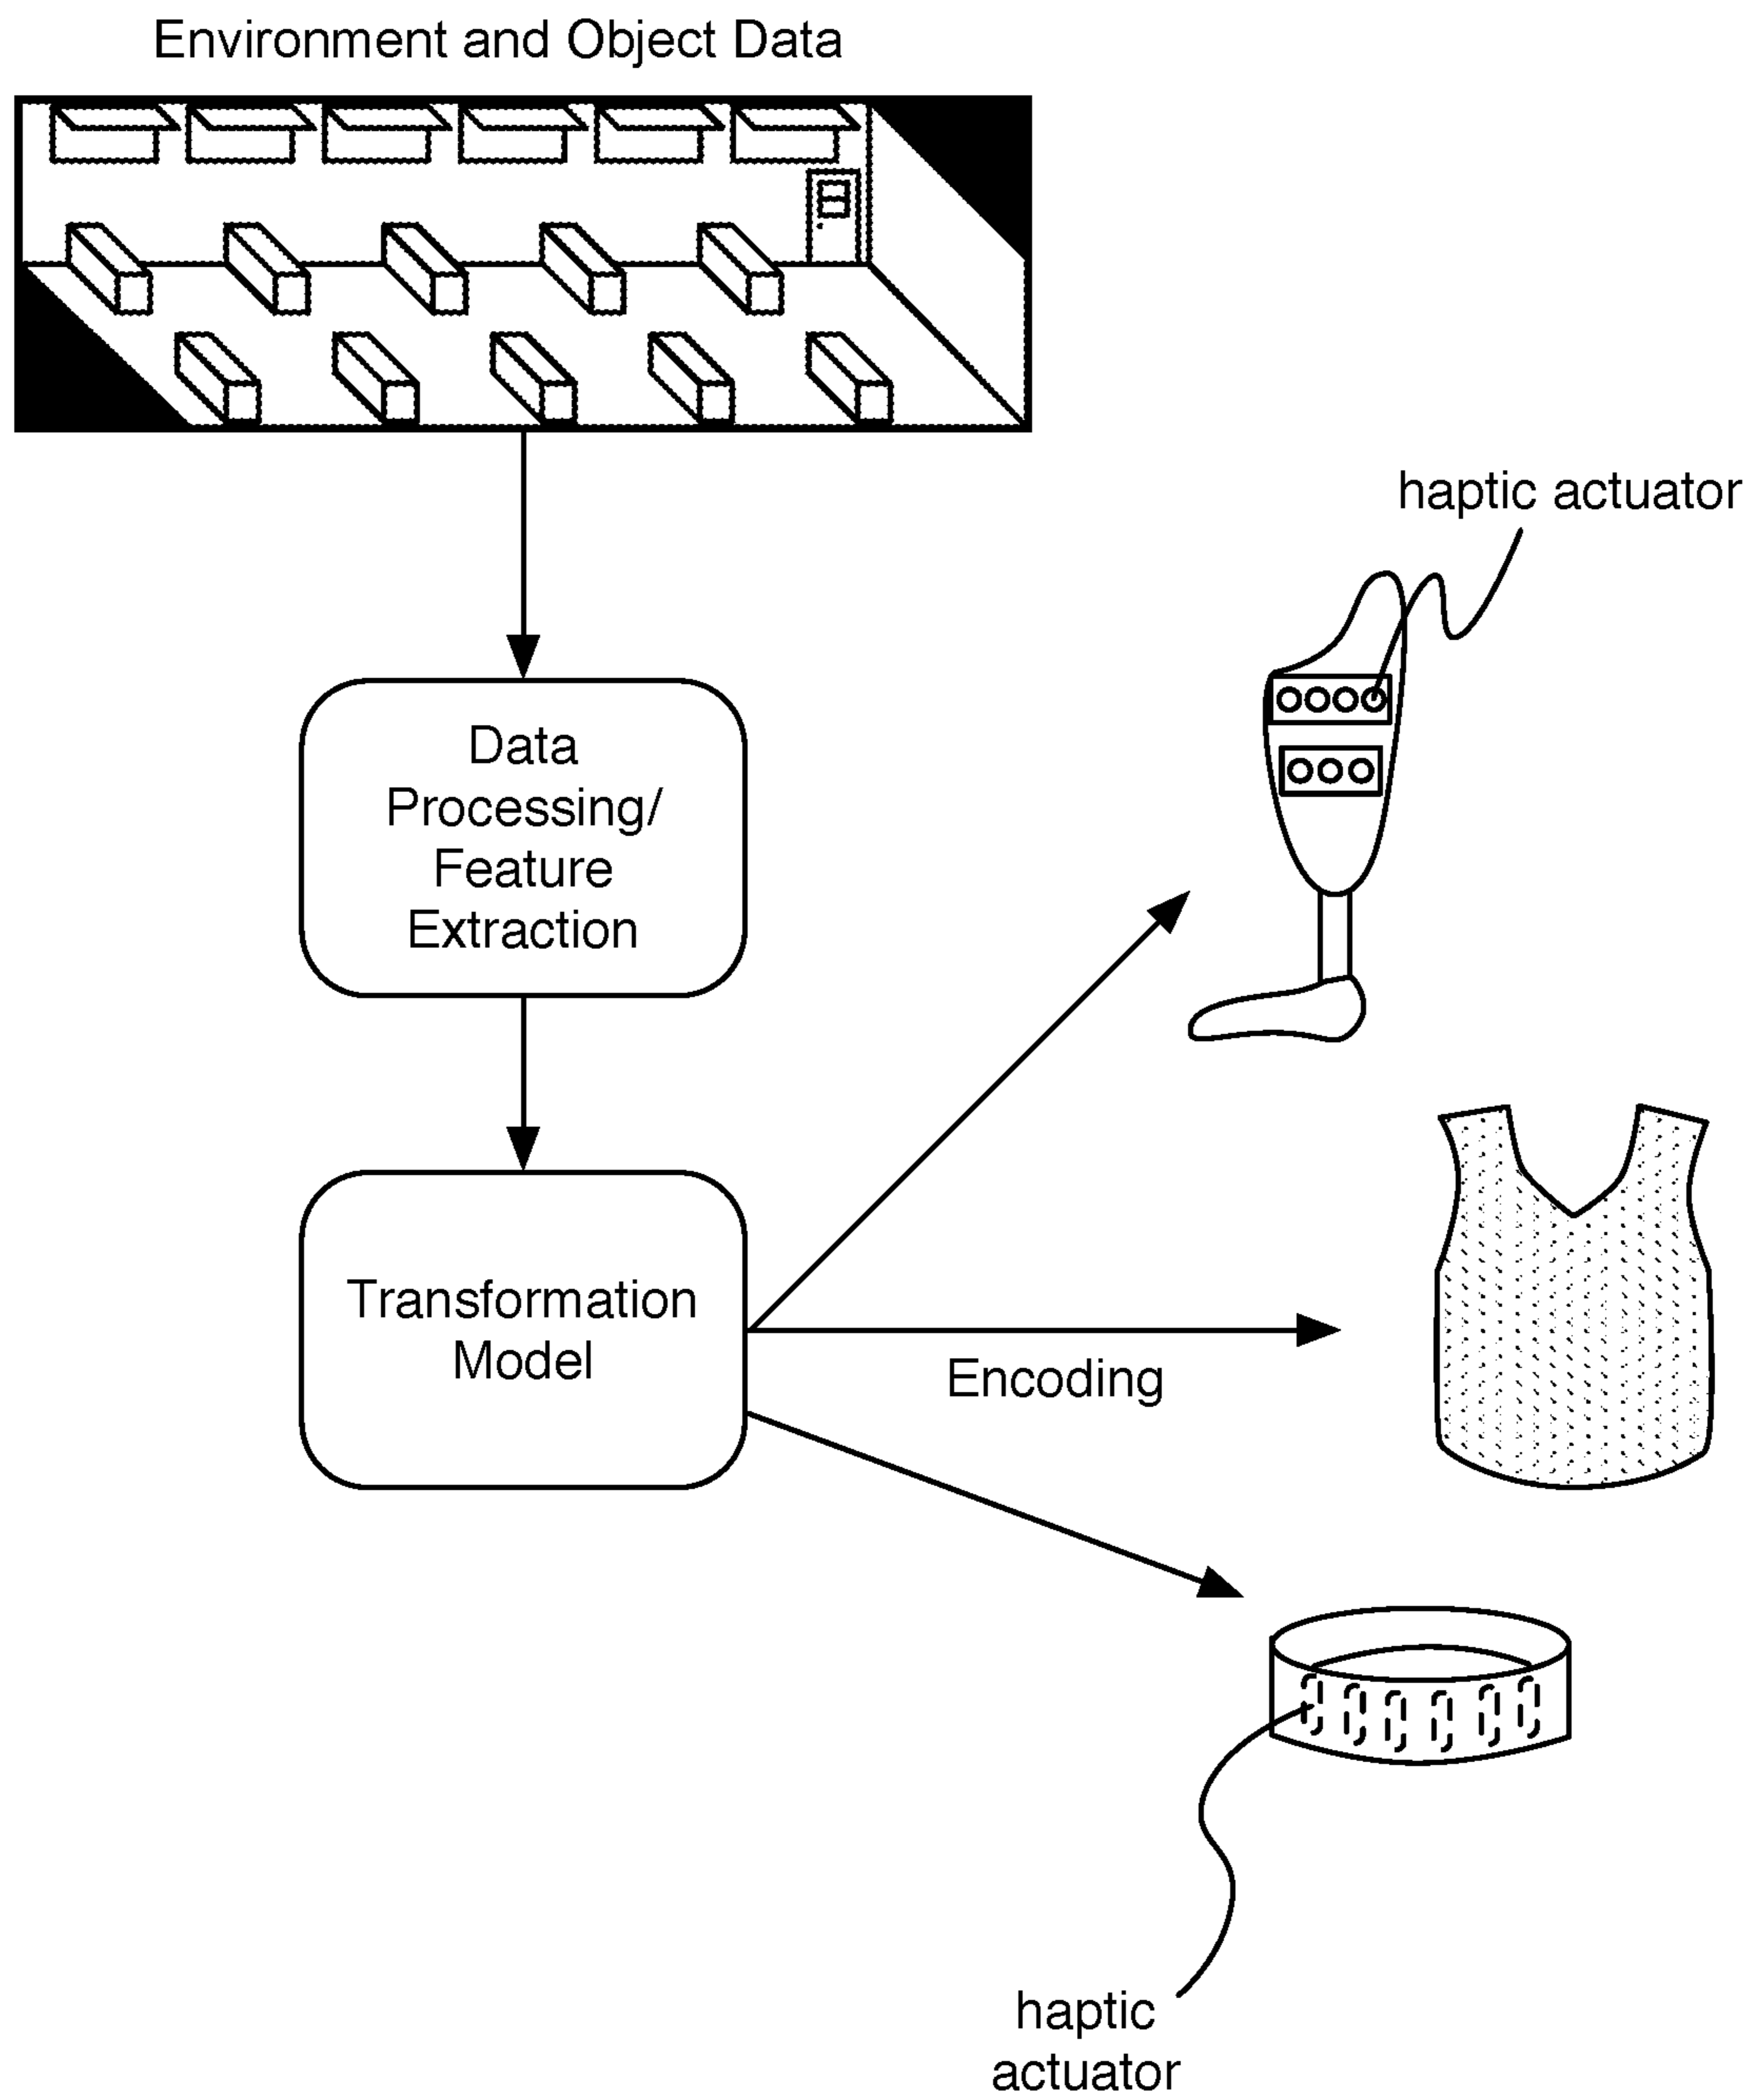 Environment and Object Data
haptic actuator
Data
Processing/
Feature
Extraction
Transformation
Model
Encoding
haptic
actuator